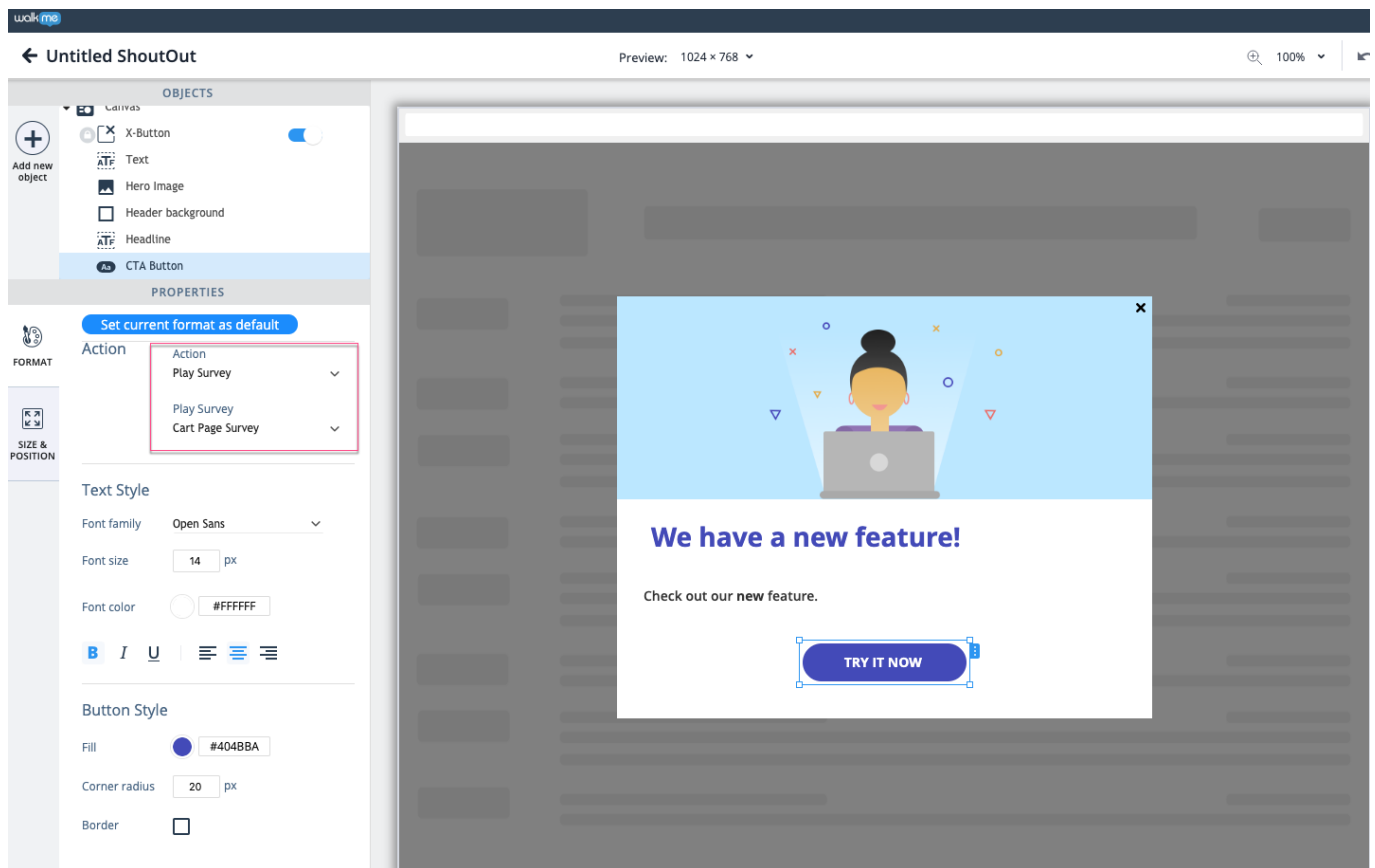 walkme
Untitled ShoutOut
Preview: 1024 × 768
100%
OBJECTS
Add new
object
Canvas
X-Button
Text
Hero Image
Header background
Headline
Aa CTA Button
PROPERTIES
FORMAT
SIZE &
POSITION
Set current format as default
Action
Action
Play Survey
Play Survey
Cart Page Survey
Text Style
Font family Open Sans
Font size 14 px
Font color #FFFFFF
B I U
Button Style
Fill #404BBA
Corner radius 20 px
Border
We have a new feature!
Check out our new feature.
TRY IT NOW